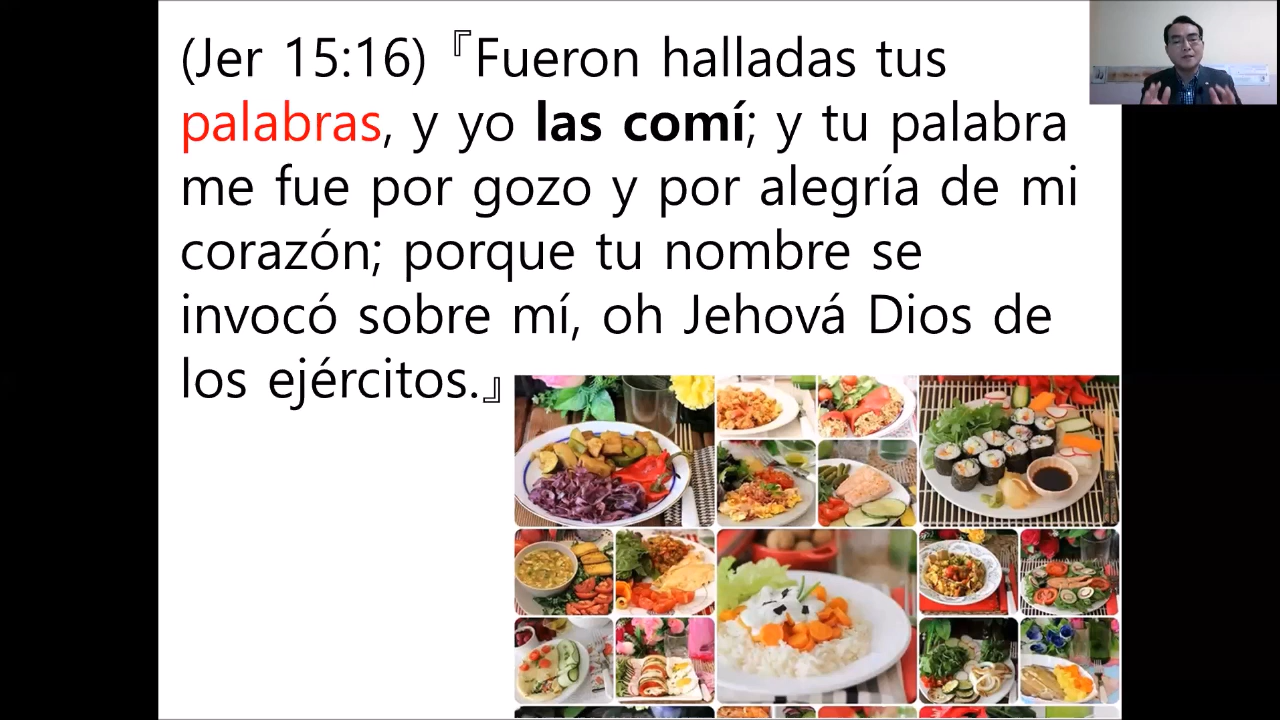 (Jer 15:16)『Fueron halladas tus
palabras, y yo las comí; y tu palabra
me fue por gozo y por alegría de mi
corazón; porque tu nombre se
invocó sobre mí, oh Jehová Dios de
los ejércitos.』